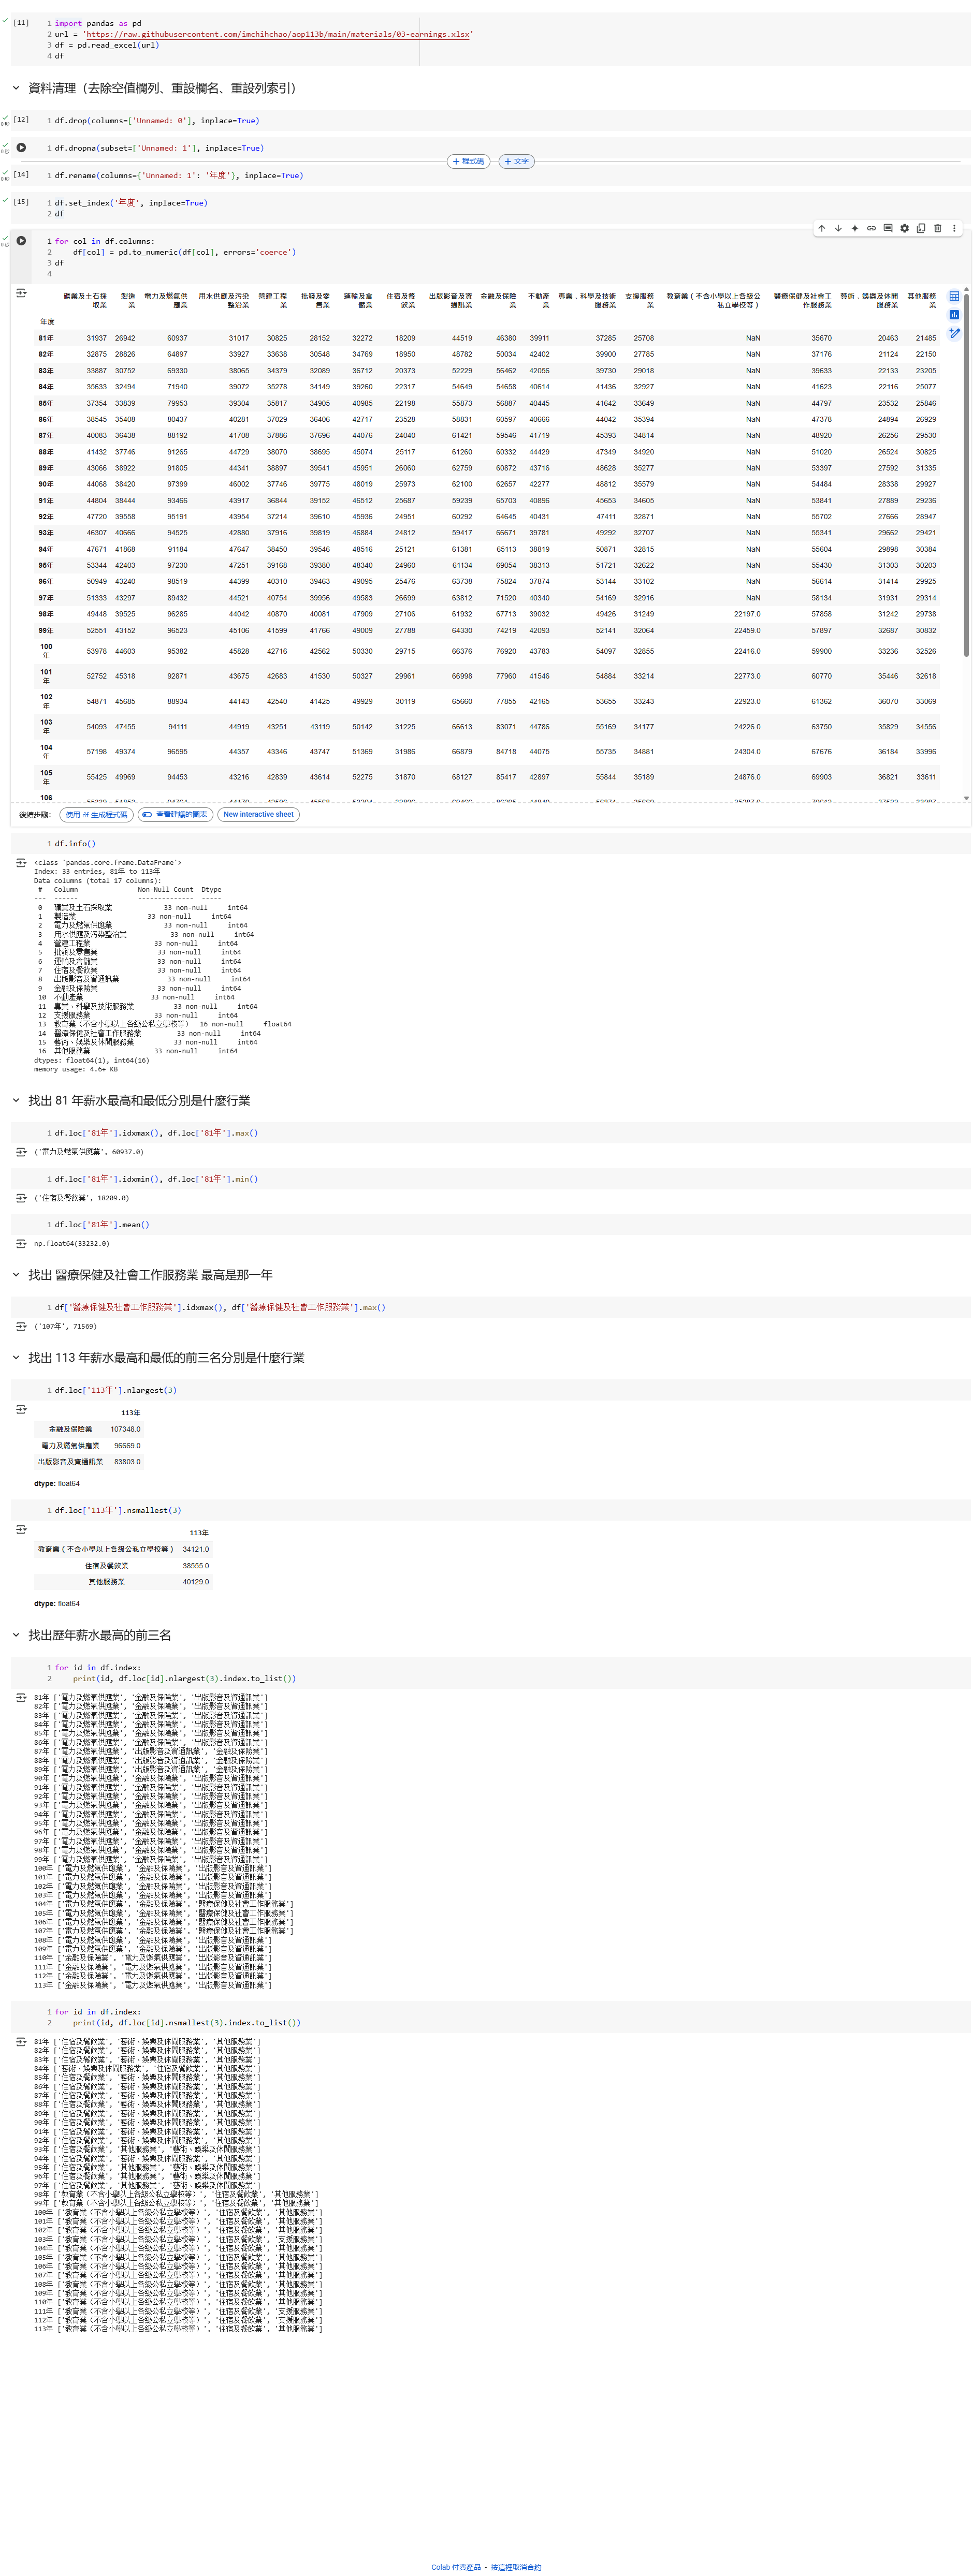 [11]
1 import pandas as pd
2 url = 'https://raw.githubusercontent.com/imchihchao/aop113b/main/materials/03-earnings.xlsx'
3 df = pd.read_excel(url)
4 df
資料清理（去除空值欄列、重設欄名、重設列索引）
[12] 1 df.drop(columns=['Unnamed: 0'], inplace=True)
0 秒
1 df.dropna(subset=['Unnamed: 1'], inplace=True)
0 秒
+ 程式碼 + 文字
[14] 1 df.rename(columns={'Unnamed: 1': '年度'}, inplace=True)
0 秒
[15] 1 df.set_index('年度', inplace=True)
2 df
1 for col in df.columns:
0 秒
2 df[col] = pd.to_numeric(df[col], errors='coerce')
3 df
4
礦業及土石採取業 製造業 電力及燃氣供應業 用水供應及污染整治業 營建工程業 批發及零售業 運輸及倉儲業 住宿及餐飲業 出版影音及資通訊業 金融及保險業 不動產業 專業．科學及技術服務業 支援服務業 教育業（不含小學以上各級公私立學校等） 醫療保健及社會工作服務業 藝術．娛樂及休閒服務業 其他服務業
年度
81年 31937 26942 60937 31017 30825 28152 32272 18209 44519 46380 39911 37285 25708 NaN 35670 20463 21485
82年 32875 28826 64897 33927 33638 30548 34769 18950 48782 50034 42402 39900 27785 NaN 37176 21124 22150
83年 33887 30752 69330 38065 34379 32089 36712 20373 52229 56462 42056 39730 29018 NaN 39633 22133 23205
84年 35633 32494 71940 39072 35278 34149 39260 22317 54649 54658 40614 41436 32927 NaN 41623 22116 25077
85年 37354 33839 79953 39304 35817 34905 40985 22198 55873 56887 40445 41642 33649 NaN 44797 23532 25846
86年 38545 35408 80437 40281 37029 36406 42717 23528 58831 60597 40666 44042 35394 NaN 47378 24894 26929
87年 40083 36438 88192 41708 37886 37696 44076 24040 61421 59546 41719 45393 34814 NaN 48920 26256 29530
88年 41432 37746 91265 44729 38070 38695 45074 25117 61260 60332 44429 47349 34920 NaN 51020 26524 30825
89年 43066 38922 91805 44341 38897 39541 45951 26060 62759 60872 43716 48628 35277 NaN 53397 27592 31335
90年 44068 38420 97399 46002 37746 39775 48019 25973 62100 62657 42277 48812 35579 NaN 54484 28338 29927
91年 44804 38444 93466 43917 36844 39152 46512 25687 59239 65703 40896 45653 34605 NaN 53841 27889 29236
92年 47720 39558 95191 43954 37214 39610 45936 24951 60292 64645 40431 47411 32871 NaN 55702 27666 28947
93年 46307 40666 94525 42880 37916 39819 46884 24812 59417 66671 39781 49292 32707 NaN 55341 29662 29421
94年 47671 41868 91184 47647 38450 39546 48516 25121 61381 65113 38819 50871 32815 NaN 55604 29898 30384
95年 53344 42403 97230 47251 39168 39380 48340 24960 61134 69054 38313 51721 32622 NaN 55430 31303 30203
96年 50949 43240 98519 44399 40310 39463 49095 25476 63738 75824 37874 53144 33102 NaN 56614 31414 29925
97年 51333 43297 89432 44521 40754 39956 49583 26699 63812 71520 40340 54169 32916 NaN 58134 31931 29314
98年 49448 39525 96285 44042 40870 40081 47909 27106 61932 67713 39032 49426 31249 22197.0 57858 31242 29738
99年 52551 43152 96523 45106 41599 41766 49009 27788 64330 74219 42093 52141 32064 22459.0 57897 32687 30832
100年 53978 44603 95382 45828 42716 42562 50330 29715 66376 76920 43783 54097 32855 22416.0 59900 33236 32526
101年 52752 45318 92871 43675 42683 41530 50327 29961 66998 77960 41546 54884 33214 22773.0 60770 35446 32618
102年 54871 45685 88934 44143 42540 41425 49929 30119 65660 77855 42165 53655 33243 22923.0 61362 36070 33069
103年 54093 47455 94111 44919 43251 43119 50142 31225 66613 83071 44786 55169 34177 24226.0 63750 35829 34556
104年 57198 49374 96595 44357 43346 43747 51369 31986 66879 84718 44075 55735 34881 24304.0 67676 36184 33996
105年 55425 49969 94453 43216 42839 43614 52275 31870 68127 85417 42897 55844 35189 24876.0 69903 36821 33611
106
後續步驟： 使用 df 生成程式碼 查看建議的圖表 New interactive sheet
1 df.info()
<class 'pandas.core.frame.DataFrame'>
Index: 33 entries, 81年 to 113年
Data columns (total 17 columns):
# Column Non-Null Count Dtype
--- ------ -------------- -----
0 礦業及土石採取業 33 non-null int64
1 製造業 33 non-null int64
2 電力及燃氣供應業 33 non-null int64
3 用水供應及污染整治業 33 non-null int64
4 營建工程業 33 non-null int64
5 批發及零售業 33 non-null int64
6 運輸及倉儲業 33 non-null int64
7 住宿及餐飲業 33 non-null int64
8 出版影音及資通訊業 33 non-null int64
9 金融及保險業 33 non-null int64
10 不動產業 33 non-null int64
11 專業、科學及技術服務業 33 non-null int64
12 支援服務業 33 non-null int64
13 教育業（不含小學以上各級公私立學校等） 16 non-null float64
14 醫療保健及社會工作服務業 33 non-null int64
15 藝術、娛樂及休閒服務業 33 non-null int64
16 其他服務業 33 non-null int64
dtypes: float64(1), int64(16)
memory usage: 4.6+ KB
找出 81 年薪水最高和最低分別是什麼行業
1 df.loc['81年'].idxmax(), df.loc['81年'].max()
('電力及燃氣供應業', 60937.0)
1 df.loc['81年'].idxmin(), df.loc['81年'].min()
('住宿及餐飲業', 18209.0)
1 df.loc['81年'].mean()
np.float64(33232.0)
找出 醫療保健及社會工作服務業 最高是那一年
1 df['醫療保健及社會工作服務業'].idxmax(), df['醫療保健及社會工作服務業'].max()
('107年', 71569)
找出 113 年薪水最高和最低的前三名分別是什麼行業
1 df.loc['113年'].nlargest(3)
113年
金融及保險業 107348.0
電力及燃氣供應業 96669.0
出版影音及資通訊業 83803.0
dtype: float64
1 df.loc['113年'].nsmallest(3)
113年
教育業（不含小學以上各級公私立學校等） 34121.0
住宿及餐飲業 38555.0
其他服務業 40129.0
dtype: float64
找出歷年薪水最高的前三名
1 for id in df.index:
2 print(id, df.loc[id].nlargest(3).index.to_list())
81年 ['電力及燃氣供應業', '金融及保險業', '出版影音及資通訊業']
82年 ['電力及燃氣供應業', '金融及保險業', '出版影音及資通訊業']
83年 ['電力及燃氣供應業', '金融及保險業', '出版影音及資通訊業']
84年 ['電力及燃氣供應業', '金融及保險業', '出版影音及資通訊業']
85年 ['電力及燃氣供應業', '金融及保險業', '出版影音及資通訊業']
86年 ['電力及燃氣供應業', '金融及保險業', '出版影音及資通訊業']
87年 ['電力及燃氣供應業', '出版影音及資通訊業', '金融及保險業']
88年 ['電力及燃氣供應業', '出版影音及資通訊業', '金融及保險業']
89年 ['電力及燃氣供應業', '出版影音及資通訊業', '金融及保險業']
90年 ['電力及燃氣供應業', '金融及保險業', '出版影音及資通訊業']
91年 ['電力及燃氣供應業', '金融及保險業', '出版影音及資通訊業']
92年 ['電力及燃氣供應業', '金融及保險業', '出版影音及資通訊業']
93年 ['電力及燃氣供應業', '金融及保險業', '出版影音及資通訊業']
94年 ['電力及燃氣供應業', '金融及保險業', '出版影音及資通訊業']
95年 ['電力及燃氣供應業', '金融及保險業', '出版影音及資通訊業']
96年 ['電力及燃氣供應業', '金融及保險業', '出版影音及資通訊業']
97年 ['電力及燃氣供應業', '金融及保險業', '出版影音及資通訊業']
98年 ['電力及燃氣供應業', '金融及保險業', '出版影音及資通訊業']
99年 ['電力及燃氣供應業', '金融及保險業', '出版影音及資通訊業']
100年 ['電力及燃氣供應業', '金融及保險業', '出版影音及資通訊業']
101年 ['電力及燃氣供應業', '金融及保險業', '出版影音及資通訊業']
102年 ['電力及燃氣供應業', '金融及保險業', '出版影音及資通訊業']
103年 ['電力及燃氣供應業', '金融及保險業', '出版影音及資通訊業']
104年 ['電力及燃氣供應業', '金融及保險業', '醫療保健及社會工作服務業']
105年 ['電力及燃氣供應業', '金融及保險業', '醫療保健及社會工作服務業']
106年 ['電力及燃氣供應業', '金融及保險業', '醫療保健及社會工作服務業']
107年 ['電力及燃氣供應業', '金融及保險業', '醫療保健及社會工作服務業']
108年 ['電力及燃氣供應業', '金融及保險業', '出版影音及資通訊業']
109年 ['電力及燃氣供應業', '金融及保險業', '出版影音及資通訊業']
110年 ['金融及保險業', '電力及燃氣供應業', '出版影音及資通訊業']
111年 ['金融及保險業', '電力及燃氣供應業', '出版影音及資通訊業']
112年 ['金融及保險業', '電力及燃氣供應業', '出版影音及資通訊業']
113年 ['金融及保險業', '電力及燃氣供應業', '出版影音及資通訊業']
1 for id in df.index:
2 print(id, df.loc[id].nsmallest(3).index.to_list())
81年 ['住宿及餐飲業', '藝術、娛樂及休閒服務業', '其他服務業']
82年 ['住宿及餐飲業', '藝術、娛樂及休閒服務業', '其他服務業']
83年 ['住宿及餐飲業', '藝術、娛樂及休閒服務業', '其他服務業']
84年 ['藝術、娛樂及休閒服務業', '住宿及餐飲業', '其他服務業']
85年 ['住宿及餐飲業', '藝術、娛樂及休閒服務業', '其他服務業']
86年 ['住宿及餐飲業', '藝術、娛樂及休閒服務業', '其他服務業']
87年 ['住宿及餐飲業', '藝術、娛樂及休閒服務業', '其他服務業']
88年 ['住宿及餐飲業', '藝術、娛樂及休閒服務業', '其他服務業']
89年 ['住宿及餐飲業', '藝術、娛樂及休閒服務業', '其他服務業']
90年 ['住宿及餐飲業', '藝術、娛樂及休閒服務業', '其他服務業']
91年 ['住宿及餐飲業', '藝術、娛樂及休閒服務業', '其他服務業']
92年 ['住宿及餐飲業', '藝術、娛樂及休閒服務業', '其他服務業']
93年 ['住宿及餐飲業', '其他服務業', '藝術、娛樂及休閒服務業']
94年 ['住宿及餐飲業', '藝術、娛樂及休閒服務業', '其他服務業']
95年 ['住宿及餐飲業', '其他服務業', '藝術、娛樂及休閒服務業']
96年 ['住宿及餐飲業', '其他服務業', '藝術、娛樂及休閒服務業']
97年 ['住宿及餐飲業', '其他服務業', '藝術、娛樂及休閒服務業']
98年 ['教育業（不含小學以上各級公私立學校等）', '住宿及餐飲業', '其他服務業']
99年 ['教育業（不含小學以上各級公私立學校等）', '住宿及餐飲業', '其他服務業']
100年 ['教育業（不含小學以上各級公私立學校等）', '住宿及餐飲業', '其他服務業']
101年 ['教育業（不含小學以上各級公私立學校等）', '住宿及餐飲業', '其他服務業']
102年 ['教育業（不含小學以上各級公私立學校等）', '住宿及餐飲業', '其他服務業']
103年 ['教育業（不含小學以上各級公私立學校等）', '住宿及餐飲業', '支援服務業']
104年 ['教育業（不含小學以上各級公私立學校等）', '住宿及餐飲業', '其他服務業']
105年 ['教育業（不含小學以上各級公私立學校等）', '住宿及餐飲業', '其他服務業']
106年 ['教育業（不含小學以上各級公私立學校等）', '住宿及餐飲業', '其他服務業']
107年 ['教育業（不含小學以上各級公私立學校等）', '住宿及餐飲業', '其他服務業']
108年 ['教育業（不含小學以上各級公私立學校等）', '住宿及餐飲業', '其他服務業']
109年 ['教育業（不含小學以上各級公私立學校等）', '住宿及餐飲業', '其他服務業']
110年 ['教育業（不含小學以上各級公私立學校等）', '住宿及餐飲業', '其他服務業']
111年 ['教育業（不含小學以上各級公私立學校等）', '住宿及餐飲業', '支援服務業']
112年 ['教育業（不含小學以上各級公私立學校等）', '住宿及餐飲業', '支援服務業']
113年 ['教育業（不含小學以上各級公私立學校等）', '住宿及餐飲業', '其他服務業']
Colab 付費產品 - 按這裡取消合約